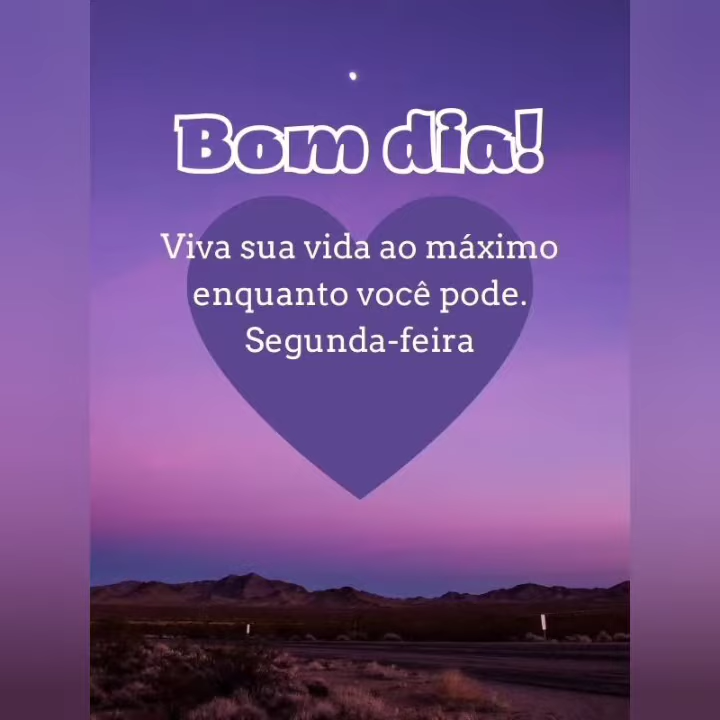 Bom dia!
Viva sua vida ao máximo
enquanto você pode.
Segunda-feira